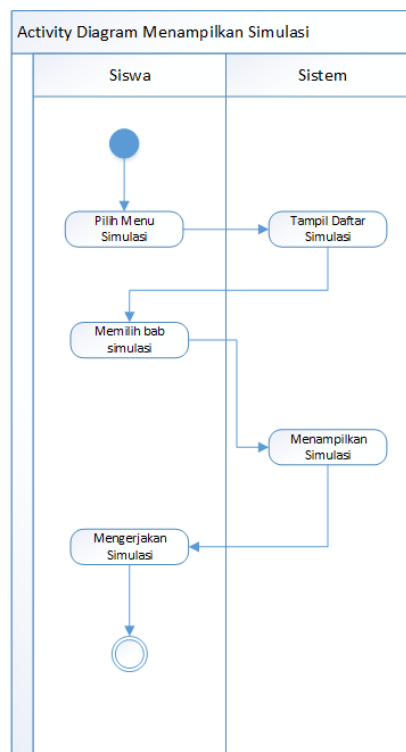 Activity Diagram Menampilkan Simulasi
Siswa
Sistem
Pilih Menu
Simulasi
Tampil Daftar
Simulasi
Memilih bab
simulasi
Menampilkan
Simulasi
Mengerjakan
Simulasi